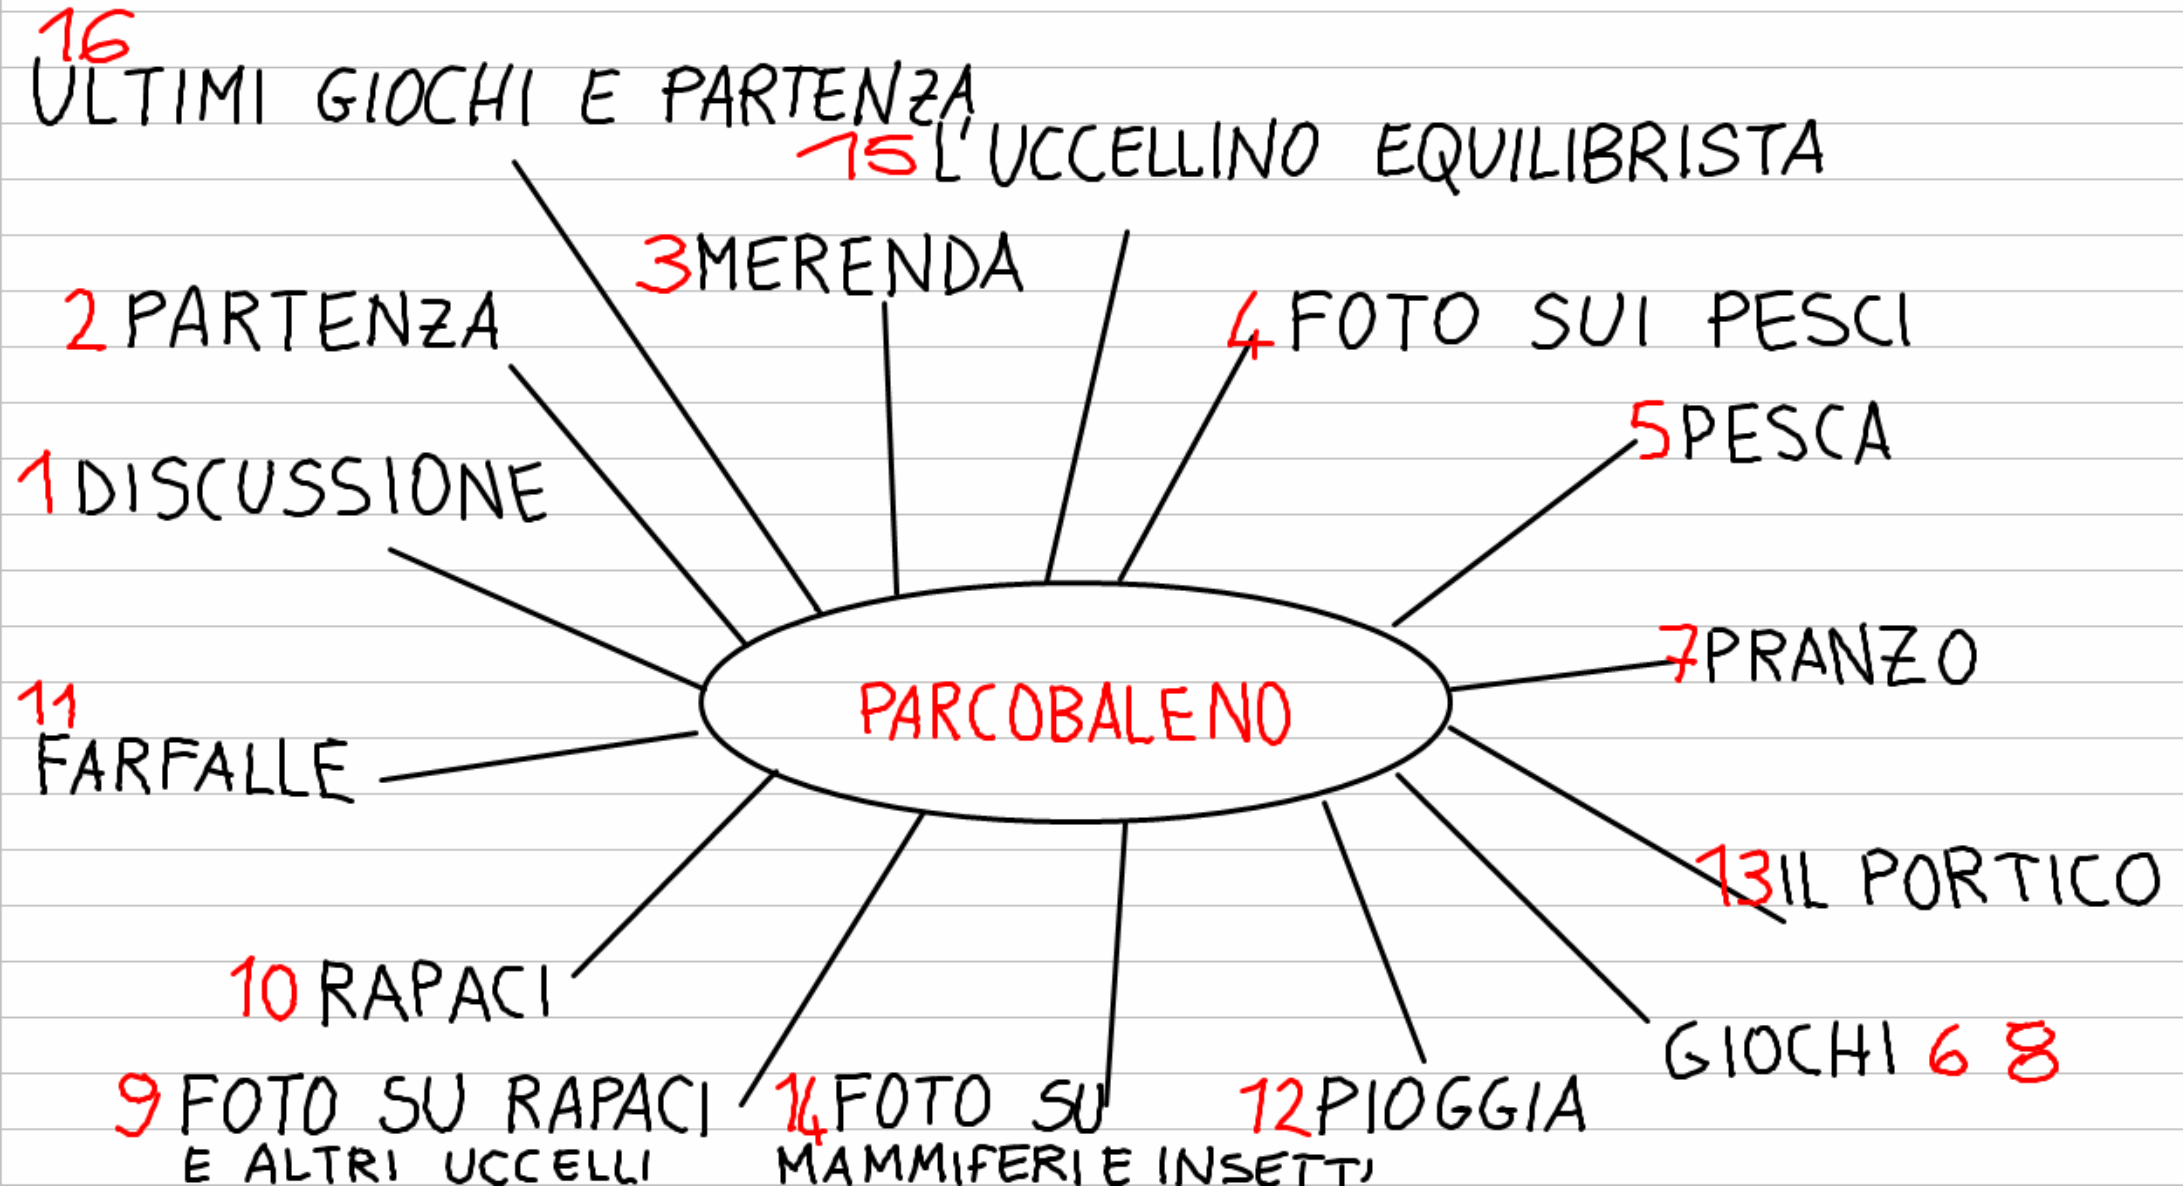 16
ULTIMI GIOCHI E PARTENZA
15 L'UCCELLINO EQUILIBRISTA
3 MERENDA
2 PARTENZA
4 FOTO SUI PESCI
5 PESCA
1 DISCUSSIONE
7 PRANZO
11
FARFALLE
PARCOBALENO
13 IL PORTICO
10 RAPACI
GIOCHI 6 8
9 FOTO SU RAPACI
E ALTRI UCCELLI
14 FOTO SU
MAMMIFERI E INSETTI
12 PIOGGIA